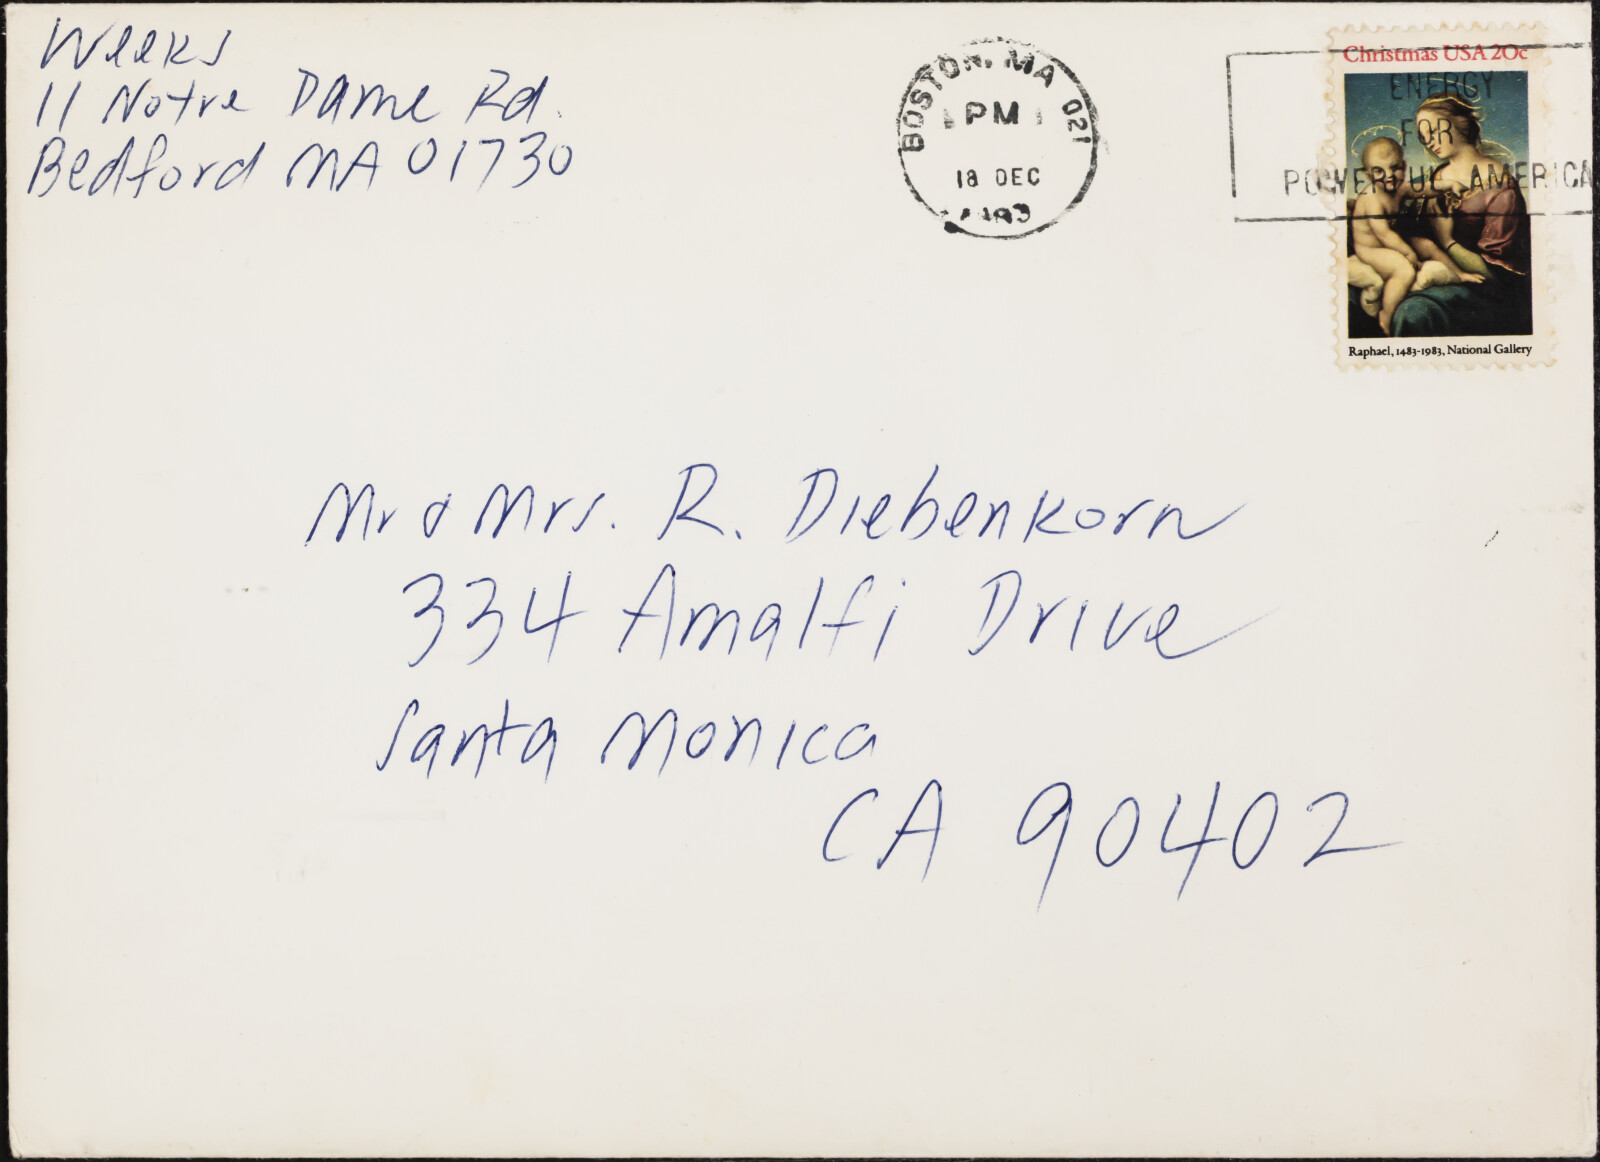 Weeks
11 Notre Dame Rd.
Bedford MA 01730
BOSTON, MA 021
PM
18 DEC
1983
Christmas USA 20c
ENERGY
FOR
POWERFUL AMERICA
Raphael, 1483-1983, National Gallery
Mr & Mrs. R. Diebenkorn
334 Amalfi Drive
Santa Monica
CA 90402